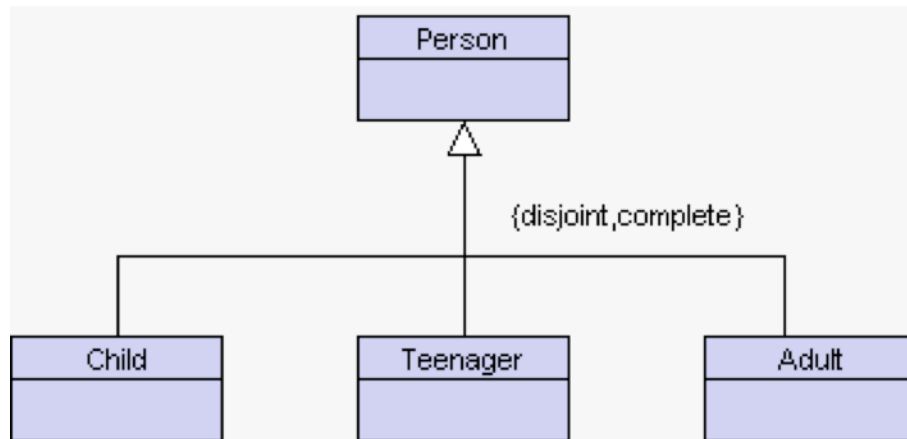 Person
{disjoint,complete}
Child
Teenager
Adult